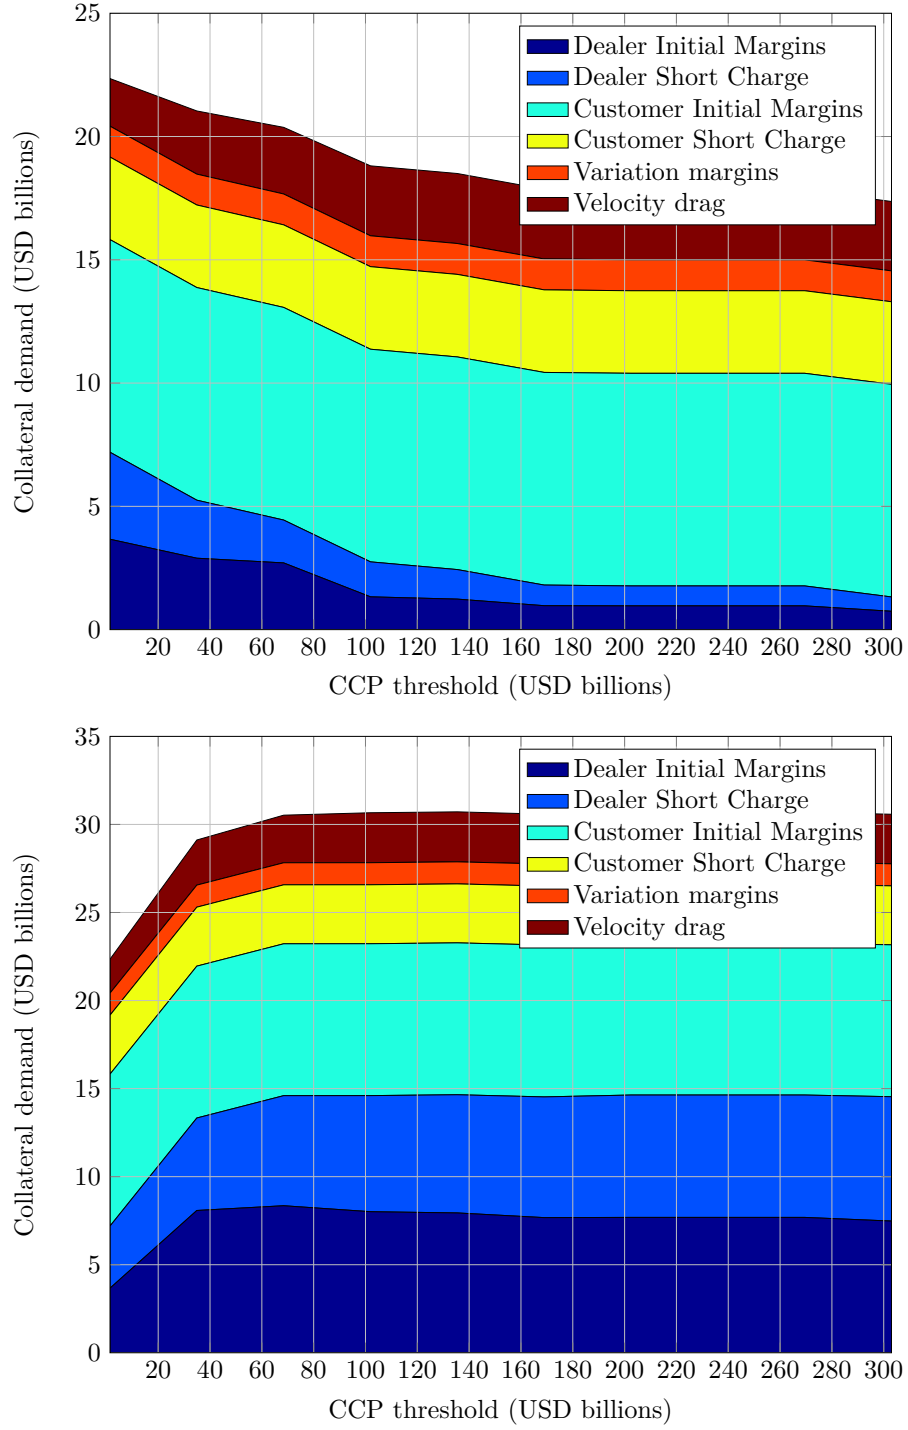 25
20
15
10
5
0
Collateral demand (USD billions)
Dealer Initial Margins
Dealer Short Charge
Customer Initial Margins
Customer Short Charge
Variation margins
Velocity drag
20 40 60 80 100 120 140 160 180 200 220 240 260 280 300
CCP threshold (USD billions)
35
30
25
20
15
10
5
0
Collateral demand (USD billions)
Dealer Initial Margins
Dealer Short Charge
Customer Initial Margins
Customer Short Charge
Variation margins
Velocity drag
20 40 60 80 100 120 140 160 180 200 220 240 260 280 300
CCP threshold (USD billions)